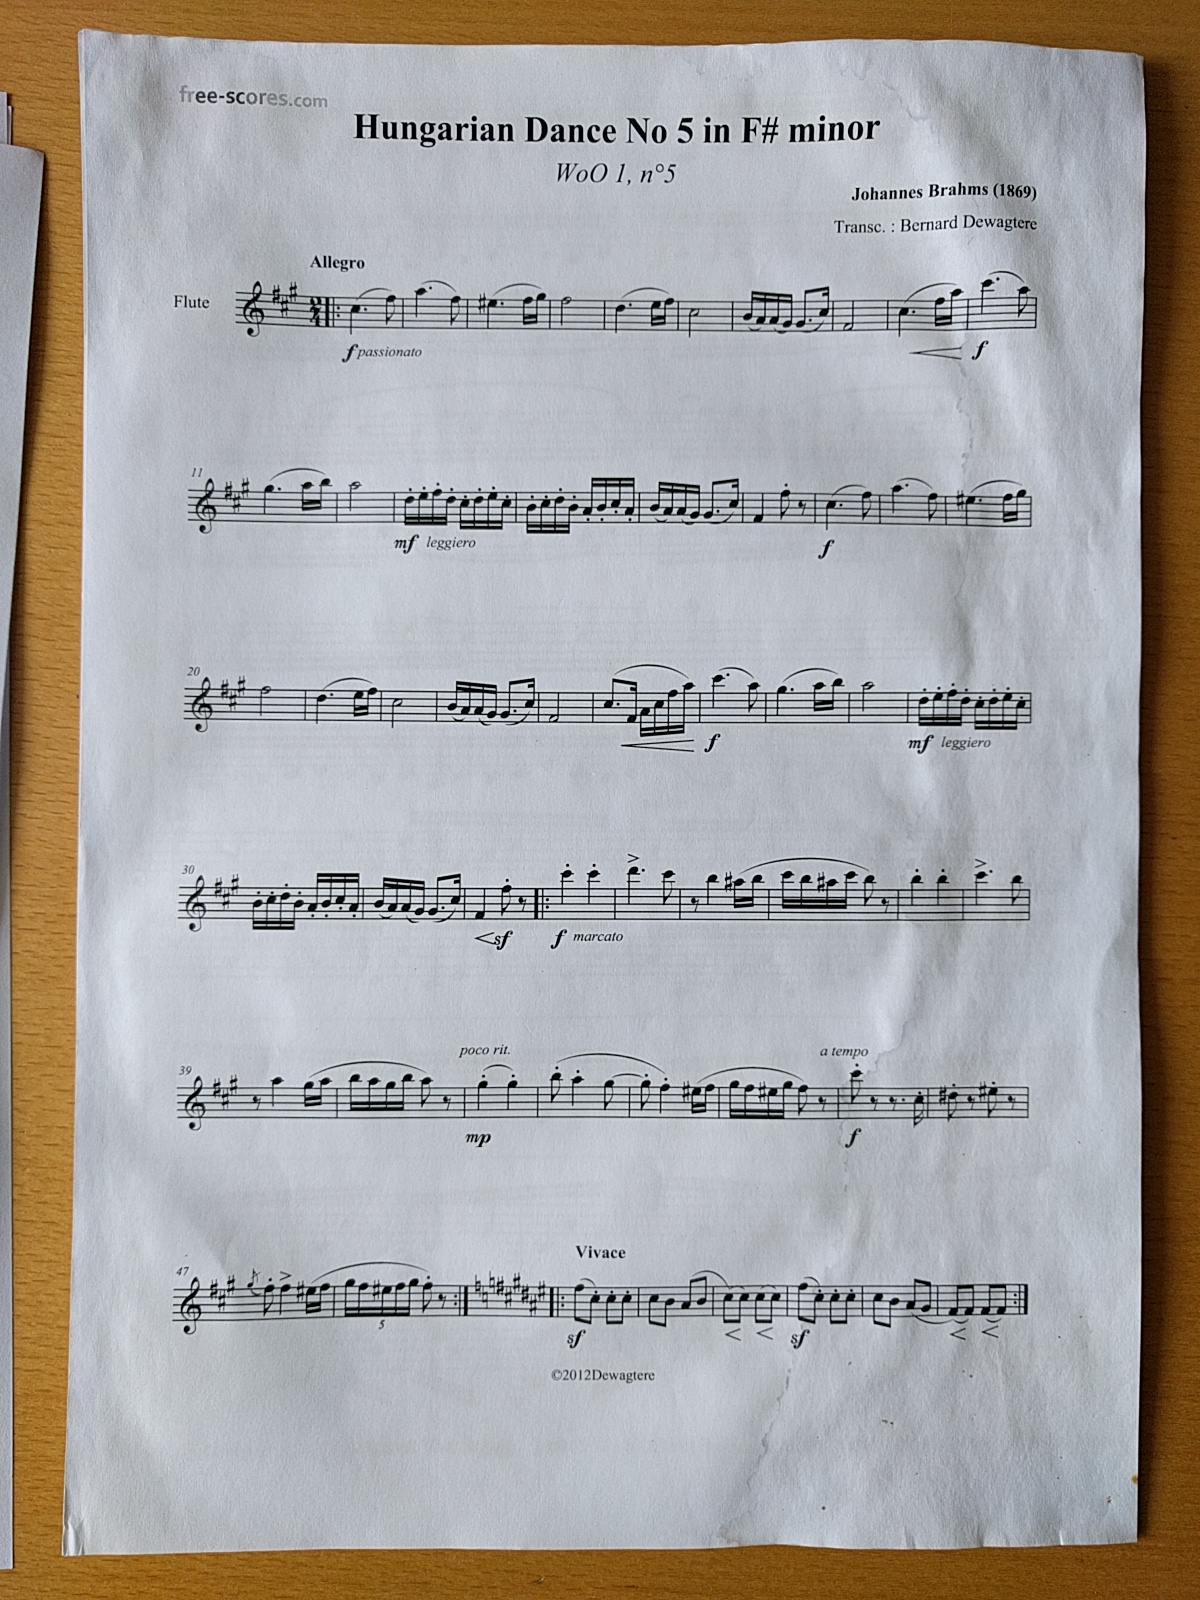 free-scores.com
Hungarian Dance No 5 in F# minor
WoO 1, n°5
Johannes Brahms (1869)
Transc. : Bernard Dewagtere
Allegro
Flute
2
4
f passionato
f
11
mf leggiero
f
20
f
mf leggiero
30
sf
f marcato
39
poco rit.
a tempo
mp
f
47
Vivace
5
sf
sf
©2012Dewagtere